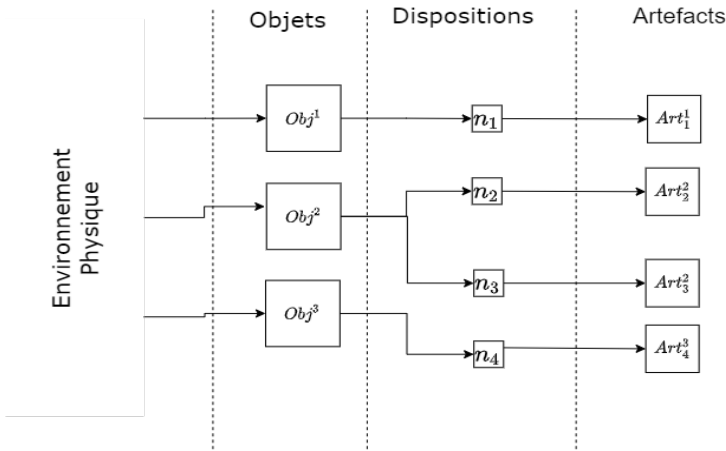 Objets
Dispositions
Artefacts
Environnement
Physique
Obj¹
n₁
Art₁¹
Obj²
n₂
Art₂²
n₃
Art₃²
Obj³
n₄
Art₄³